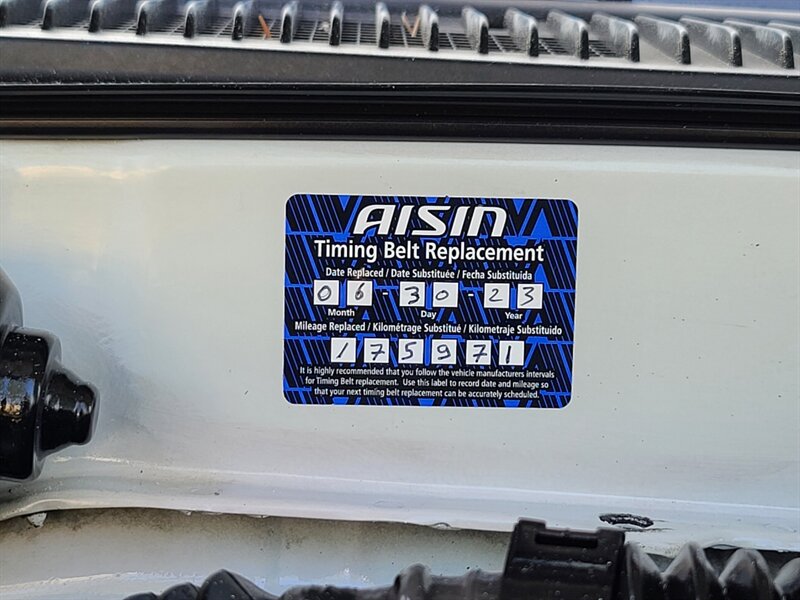 AISIN
Timing Belt Replacement
Date Replaced / Date Substituée / Fecha Substituida
06-30-23
Month Day Year
Mileage Replaced / Kilométrage Substitué / Kilometraje Substituido
175971
It is highly recommended that you follow the vehicle manufacturers intervals
for Timing Belt replacement. Use this label to record date and mileage so
that your next timing belt replacement can be accurately scheduled.